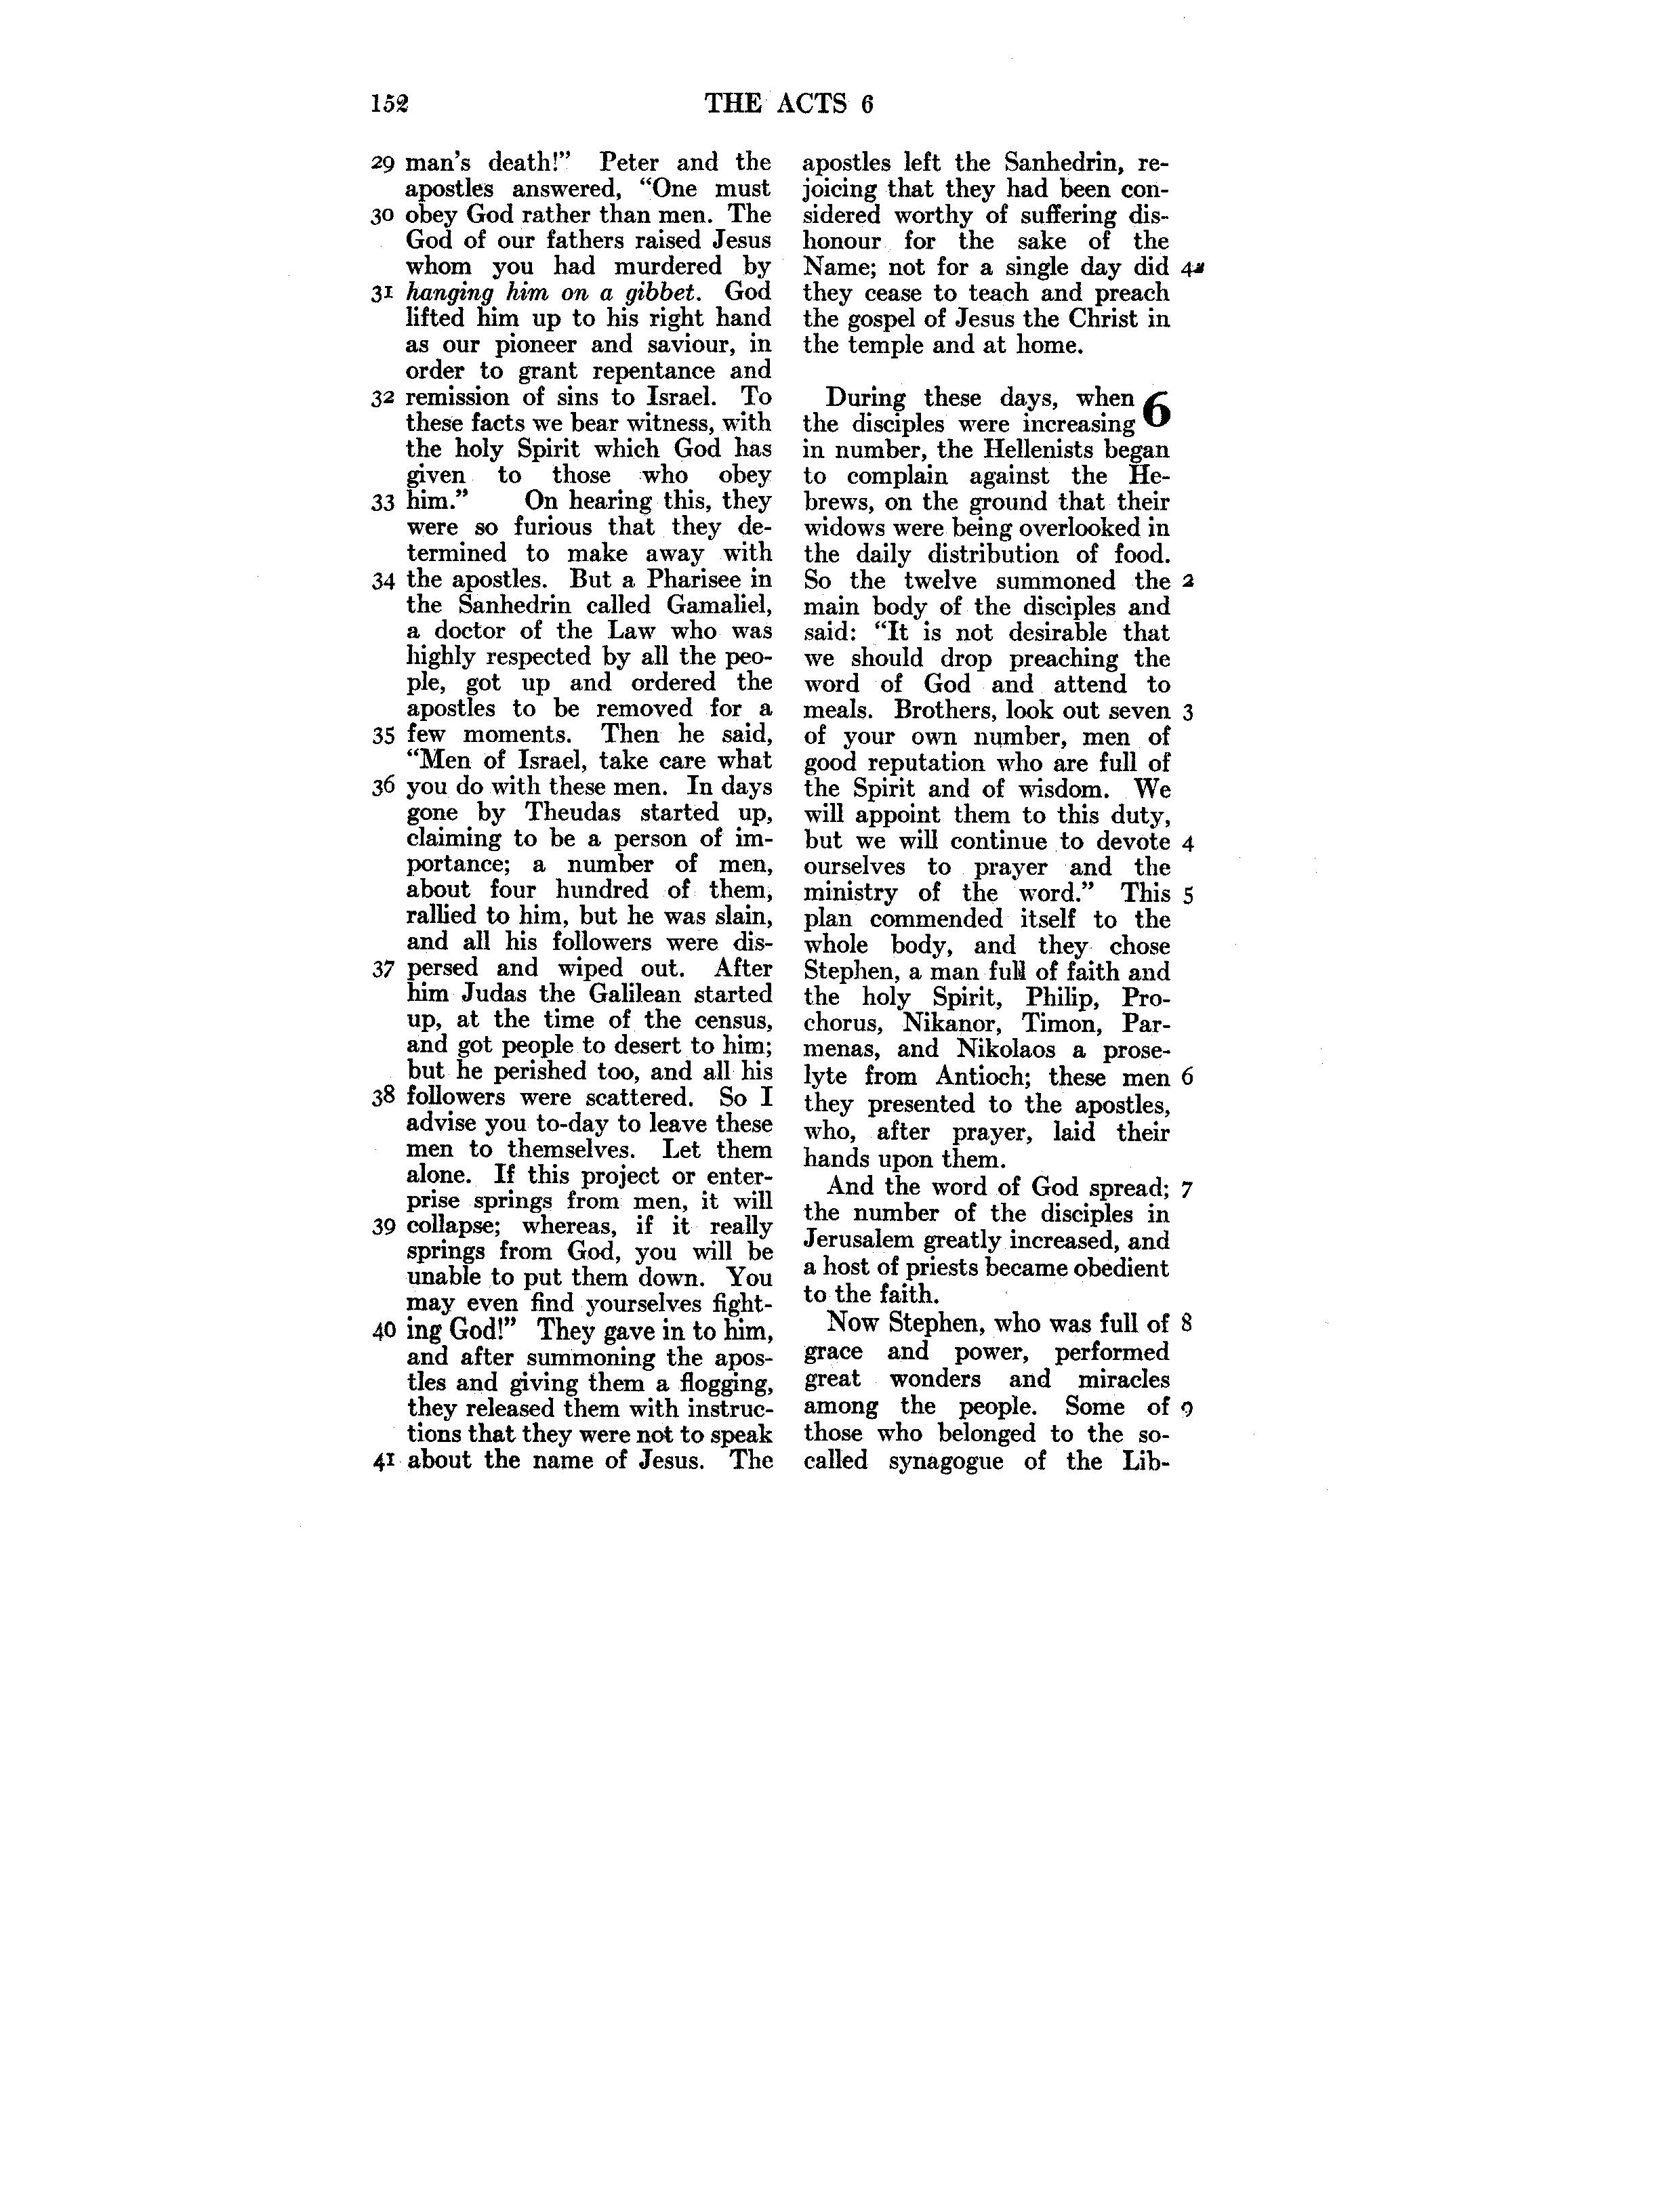 152 THE ACTS 6
29 man's death!" Peter and the
apostles answered, "One must
30 obey God rather than men. The
God of our fathers raised Jesus
whom you had murdered by
31 hanging him on a gibbet. God
lifted him up to his right hand
as our pioneer and saviour, in
order to grant repentance and
32 remission of sins to Israel. To
these facts we bear witness, with
the holy Spirit which God has
given to those who obey
33 him." On hearing this, they
were so furious that they de-
termined to make away with
34 the apostles. But a Pharisee in
the Sanhedrin called Gamaliel,
a doctor of the Law who was
highly respected by all the peo-
ple, got up and ordered the
apostles to be removed for a
35 few moments. Then he said,
"Men of Israel, take care what
36 you do with these men. In days
gone by Theudas started up,
claiming to be a person of im-
portance; a number of men,
about four hundred of them,
rallied to him, but he was slain,
and all his followers were dis-
37 persed and wiped out. After
him Judas the Galilean started
up, at the time of the census,
and got people to desert to him;
but he perished too, and all his
38 followers were scattered. So I
advise you to-day to leave these
men to themselves. Let them
alone. If this project or enter-
prise springs from men, it will
39 collapse; whereas, if it really
springs from God, you will be
unable to put them down. You
may even find yourselves fight-
40 ing God!" They gave in to him,
and after summoning the apos-
tles and giving them a flogging,
they released them with instruc-
tions that they were not to speak
41 about the name of Jesus. The
apostles left the Sanhedrin, re-
joicing that they had been con-
sidered worthy of suffering dis-
honour for the sake of the
Name; not for a single day did 42
they cease to teach and preach
the gospel of Jesus the Christ in
the temple and at home.
During these days, when 6
the disciples were increasing
in number, the Hellenists began
to complain against the He-
brews, on the ground that their
widows were being overlooked in
the daily distribution of food.
So the twelve summoned the 2
main body of the disciples and
said: "It is not desirable that
we should drop preaching the
word of God and attend to
meals. Brothers, look out seven 3
of your own number, men of
good reputation who are full of
the Spirit and of wisdom. We
will appoint them to this duty,
but we will continue to devote 4
ourselves to prayer and the
ministry of the word." This 5
plan commended itself to the
whole body, and they chose
Stephen, a man full of faith and
the holy Spirit, Philip, Pro-
chorus, Nikanor, Timon, Par-
menas, and Nikolaos a prose-
lyte from Antioch; these men 6
they presented to the apostles,
who, after prayer, laid their
hands upon them.
And the word of God spread; 7
the number of the disciples in
Jerusalem greatly increased, and
a host of priests became obedient
to the faith.
Now Stephen, who was full of 8
grace and power, performed
great wonders and miracles
among the people. Some of 9
those who belonged to the so-
called synagogue of the Lib-